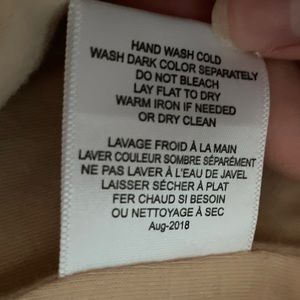 HAND WASH COLD
WASH DARK COLOR SEPARATELY
DO NOT BLEACH
LAY FLAT TO DRY
WARM IRON IF NEEDED
OR DRY CLEAN
LAVAGE FROID À LA MAIN
LAVER COULEUR SOMBRE SÉPARÉMENT
NE PAS LAVER À L'EAU DE JAVEL
LAISSER SÉCHER À PLAT
FER CHAUD SI BESOIN
OU NETTOYAGE À SEC
Aug-2018